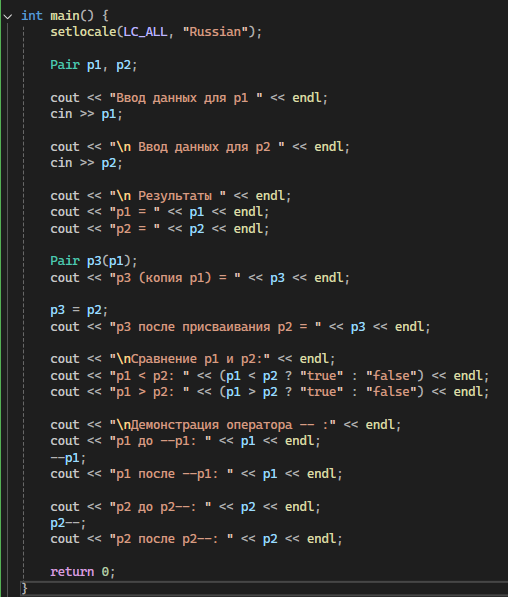 int main() {
setlocale(LC_ALL, "Russian");
Pair p1, p2;
cout << "Ввод данных для p1 " << endl;
cin >> p1;
cout << "\n Ввод данных для p2 " << endl;
cin >> p2;
cout << "\n Результаты " << endl;
cout << "p1 = " << p1 << endl;
cout << "p2 = " << p2 << endl;
Pair p3(p1);
cout << "p3 (копия p1) = " << p3 << endl;
p3 = p2;
cout << "p3 после присваивания p2 = " << p3 << endl;
cout << "\nСравнение p1 и p2:" << endl;
cout << "p1 < p2: " << (p1 < p2 ? "true" : "false") << endl;
cout << "p1 > p2: " << (p1 > p2 ? "true" : "false") << endl;
cout << "\nДемонстрация оператора -- :" << endl;
cout << "p1 до --p1: " << p1 << endl;
--p1;
cout << "p1 после --p1: " << p1 << endl;
cout << "p2 до p2--: " << p2 << endl;
p2--;
cout << "p2 после p2--: " << p2 << endl;
return 0;
}